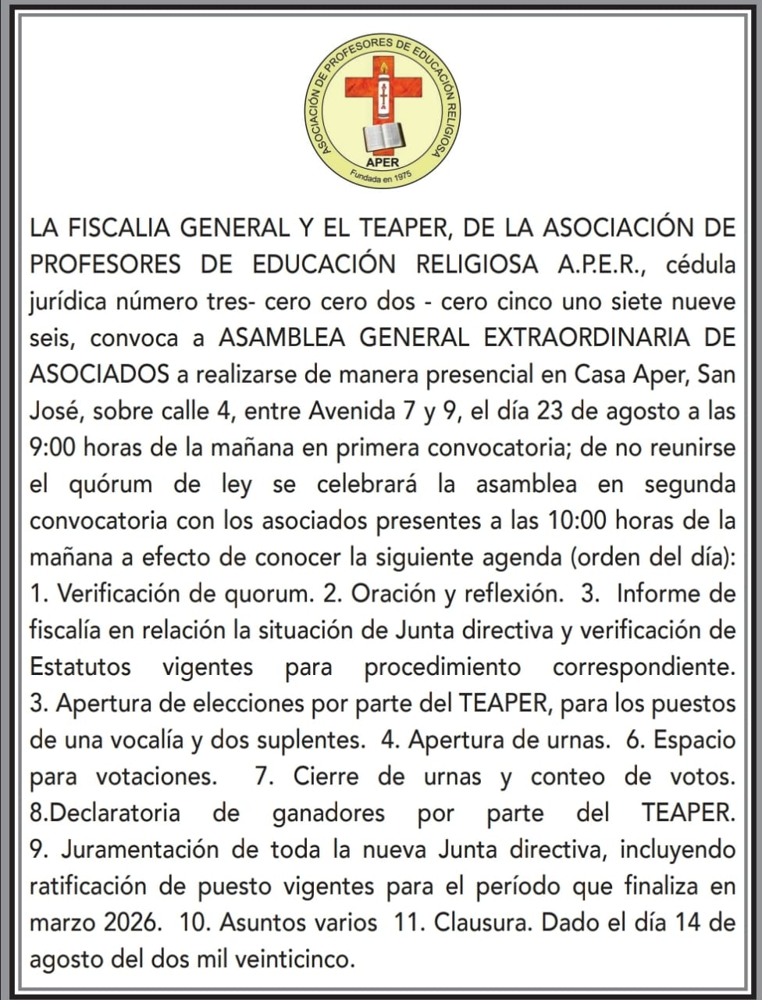 ASOCIACIÓN DE PROFESORES DE EDUCACIÓN RELIGIOSA
APER
Fundada en 1975
LA FISCALIA GENERAL Y EL TEAPER, DE LA ASOCIACIÓN DE
PROFESORES DE EDUCACIÓN RELIGIOSA A.P.E.R., cédula
jurídica número tres- cero cero dos - cero cinco uno siete nueve
seis, convoca a ASAMBLEA GENERAL EXTRAORDINARIA DE
ASOCIADOS a realizarse de manera presencial en Casa Aper, San
José, sobre calle 4, entre Avenida 7 y 9, el día 23 de agosto a las
9:00 horas de la mañana en primera convocatoria; de no reunirse
el quórum de ley se celebrará la asamblea en segunda
convocatoria con los asociados presentes a las 10:00 horas de la
mañana a efecto de conocer la siguiente agenda (orden del día):
1. Verificación de quorum. 2. Oración y reflexión. 3. Informe de
fiscalía en relación la situación de Junta directiva y verificación de
Estatutos vigentes para procedimiento correspondiente.
3. Apertura de elecciones por parte del TEAPER, para los puestos
de una vocalía y dos suplentes. 4. Apertura de urnas. 6. Espacio
para votaciones. 7. Cierre de urnas y conteo de votos.
8.Declaratoria de ganadores por parte del TEAPER.
9. Juramentación de toda la nueva Junta directiva, incluyendo
ratificación de puesto vigentes para el período que finaliza en
marzo 2026. 10. Asuntos varios 11. Clausura. Dado el día 14 de
agosto del dos mil veinticinco.